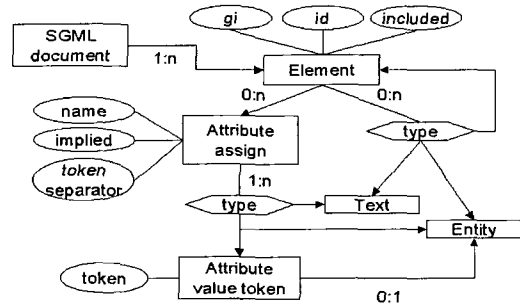 gi
id
included
SGML
document
1:n
Element
0:n
0:n
name
implied
token
separator
Attribute
assign
type
1:n
type
Text
Entity
token
Attribute
value token
0:1